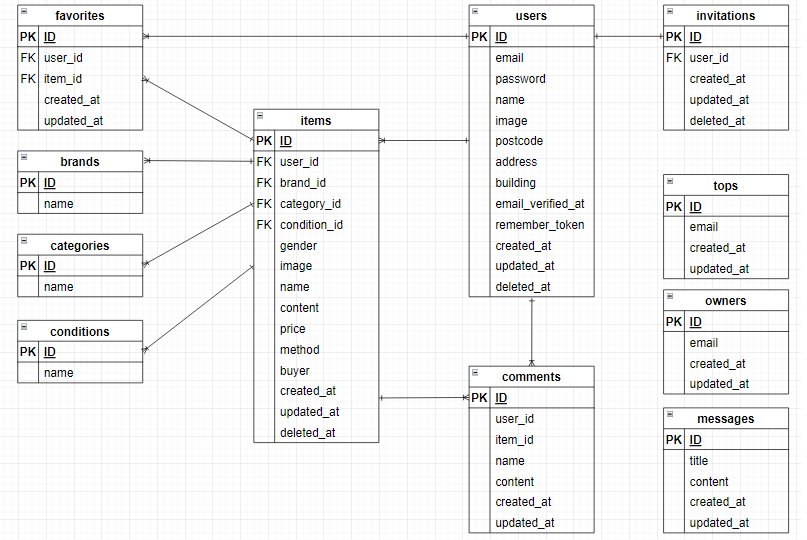 favorites
PK ID
FK user_id
FK item_id
created_at
updated_at
brands
PK ID
name
categories
PK ID
name
conditions
PK ID
name
items
PK ID
FK user_id
FK brand_id
FK category_id
FK condition_id
gender
image
name
content
price
method
buyer
created_at
updated_at
deleted_at
users
PK ID
email
password
name
image
postcode
address
building
email_verified_at
remember_token
created_at
updated_at
deleted_at
comments
PK ID
user_id
item_id
name
content
created_at
updated_at
invitations
PK ID
FK user_id
created_at
updated_at
deleted_at
tops
PK ID
email
created_at
updated_at
owners
PK ID
email
created_at
updated_at
messages
PK ID
title
content
created_at
updated_at